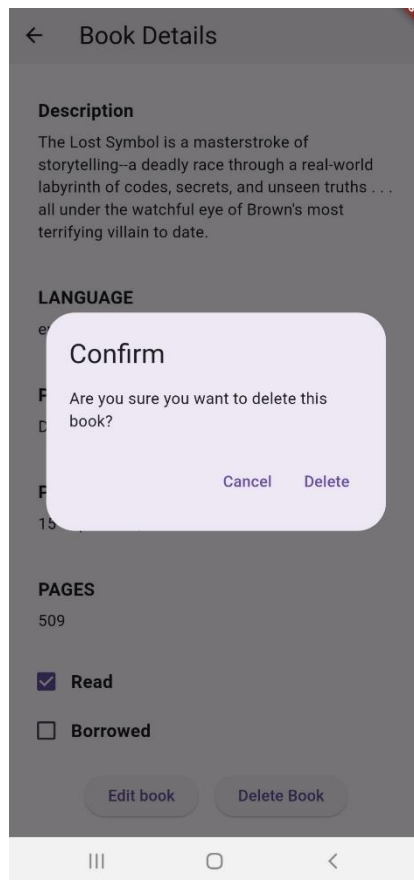 Book Details
Description
The Lost Symbol is a masterstroke of
storytelling--a deadly race through a real-world
labyrinth of codes, secrets, and unseen truths . . .
all under the watchful eye of Brown's most
terrifying villain to date.
LANGUAGE
Confirm
Are you sure you want to delete this
book?
Cancel Delete
15
PAGES
509
Read
Borrowed
Edit book Delete Book